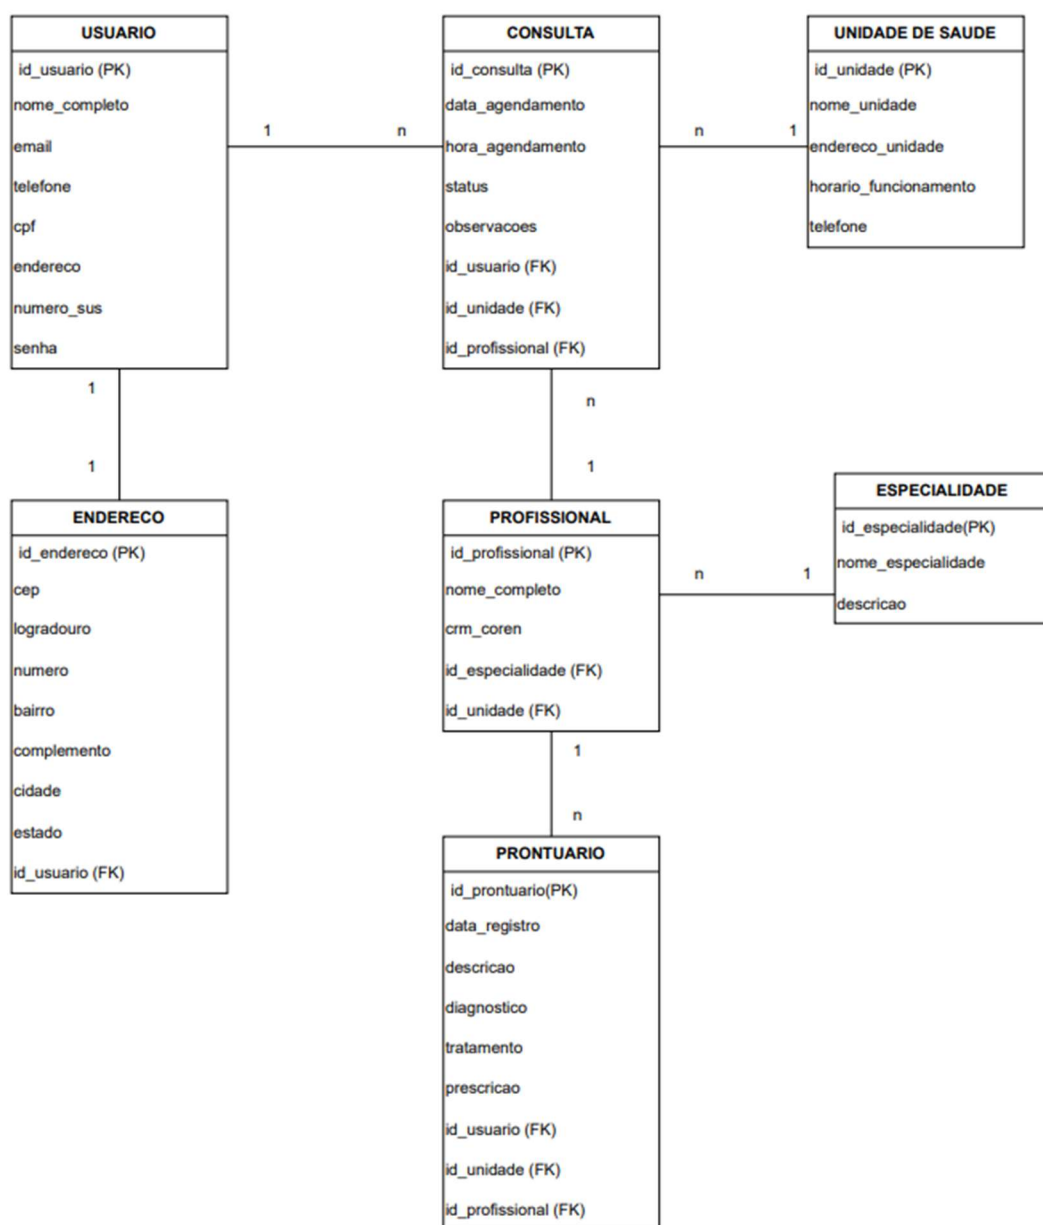 USUARIO
id_usuario (PK)
nome_completo
email
telefone
cpf
endereco
numero_sus
senha
1
n
CONSULTA
id_consulta (PK)
data_agendamento
hora_agendamento
status
observacoes
id_usuario (FK)
id_unidade (FK)
id_profissional (FK)
n
1
UNIDADE DE SAUDE
id_unidade (PK)
nome_unidade
endereco_unidade
horario_funcionamento
telefone
1
1
n
1
ENDERECO
id_endereco (PK)
cep
logradouro
numero
bairro
complemento
cidade
estado
id_usuario (FK)
PROFISSIONAL
id_profissional (PK)
nome_completo
crm_coren
id_especialidade (FK)
id_unidade (FK)
n
1
ESPECIALIDADE
id_especialidade(PK)
nome_especialidade
descricao
1
n
PRONTUARIO
id_prontuario(PK)
data_registro
descricao
diagnostico
tratamento
prescricao
id_usuario (FK)
id_unidade (FK)
id_profissional (FK)